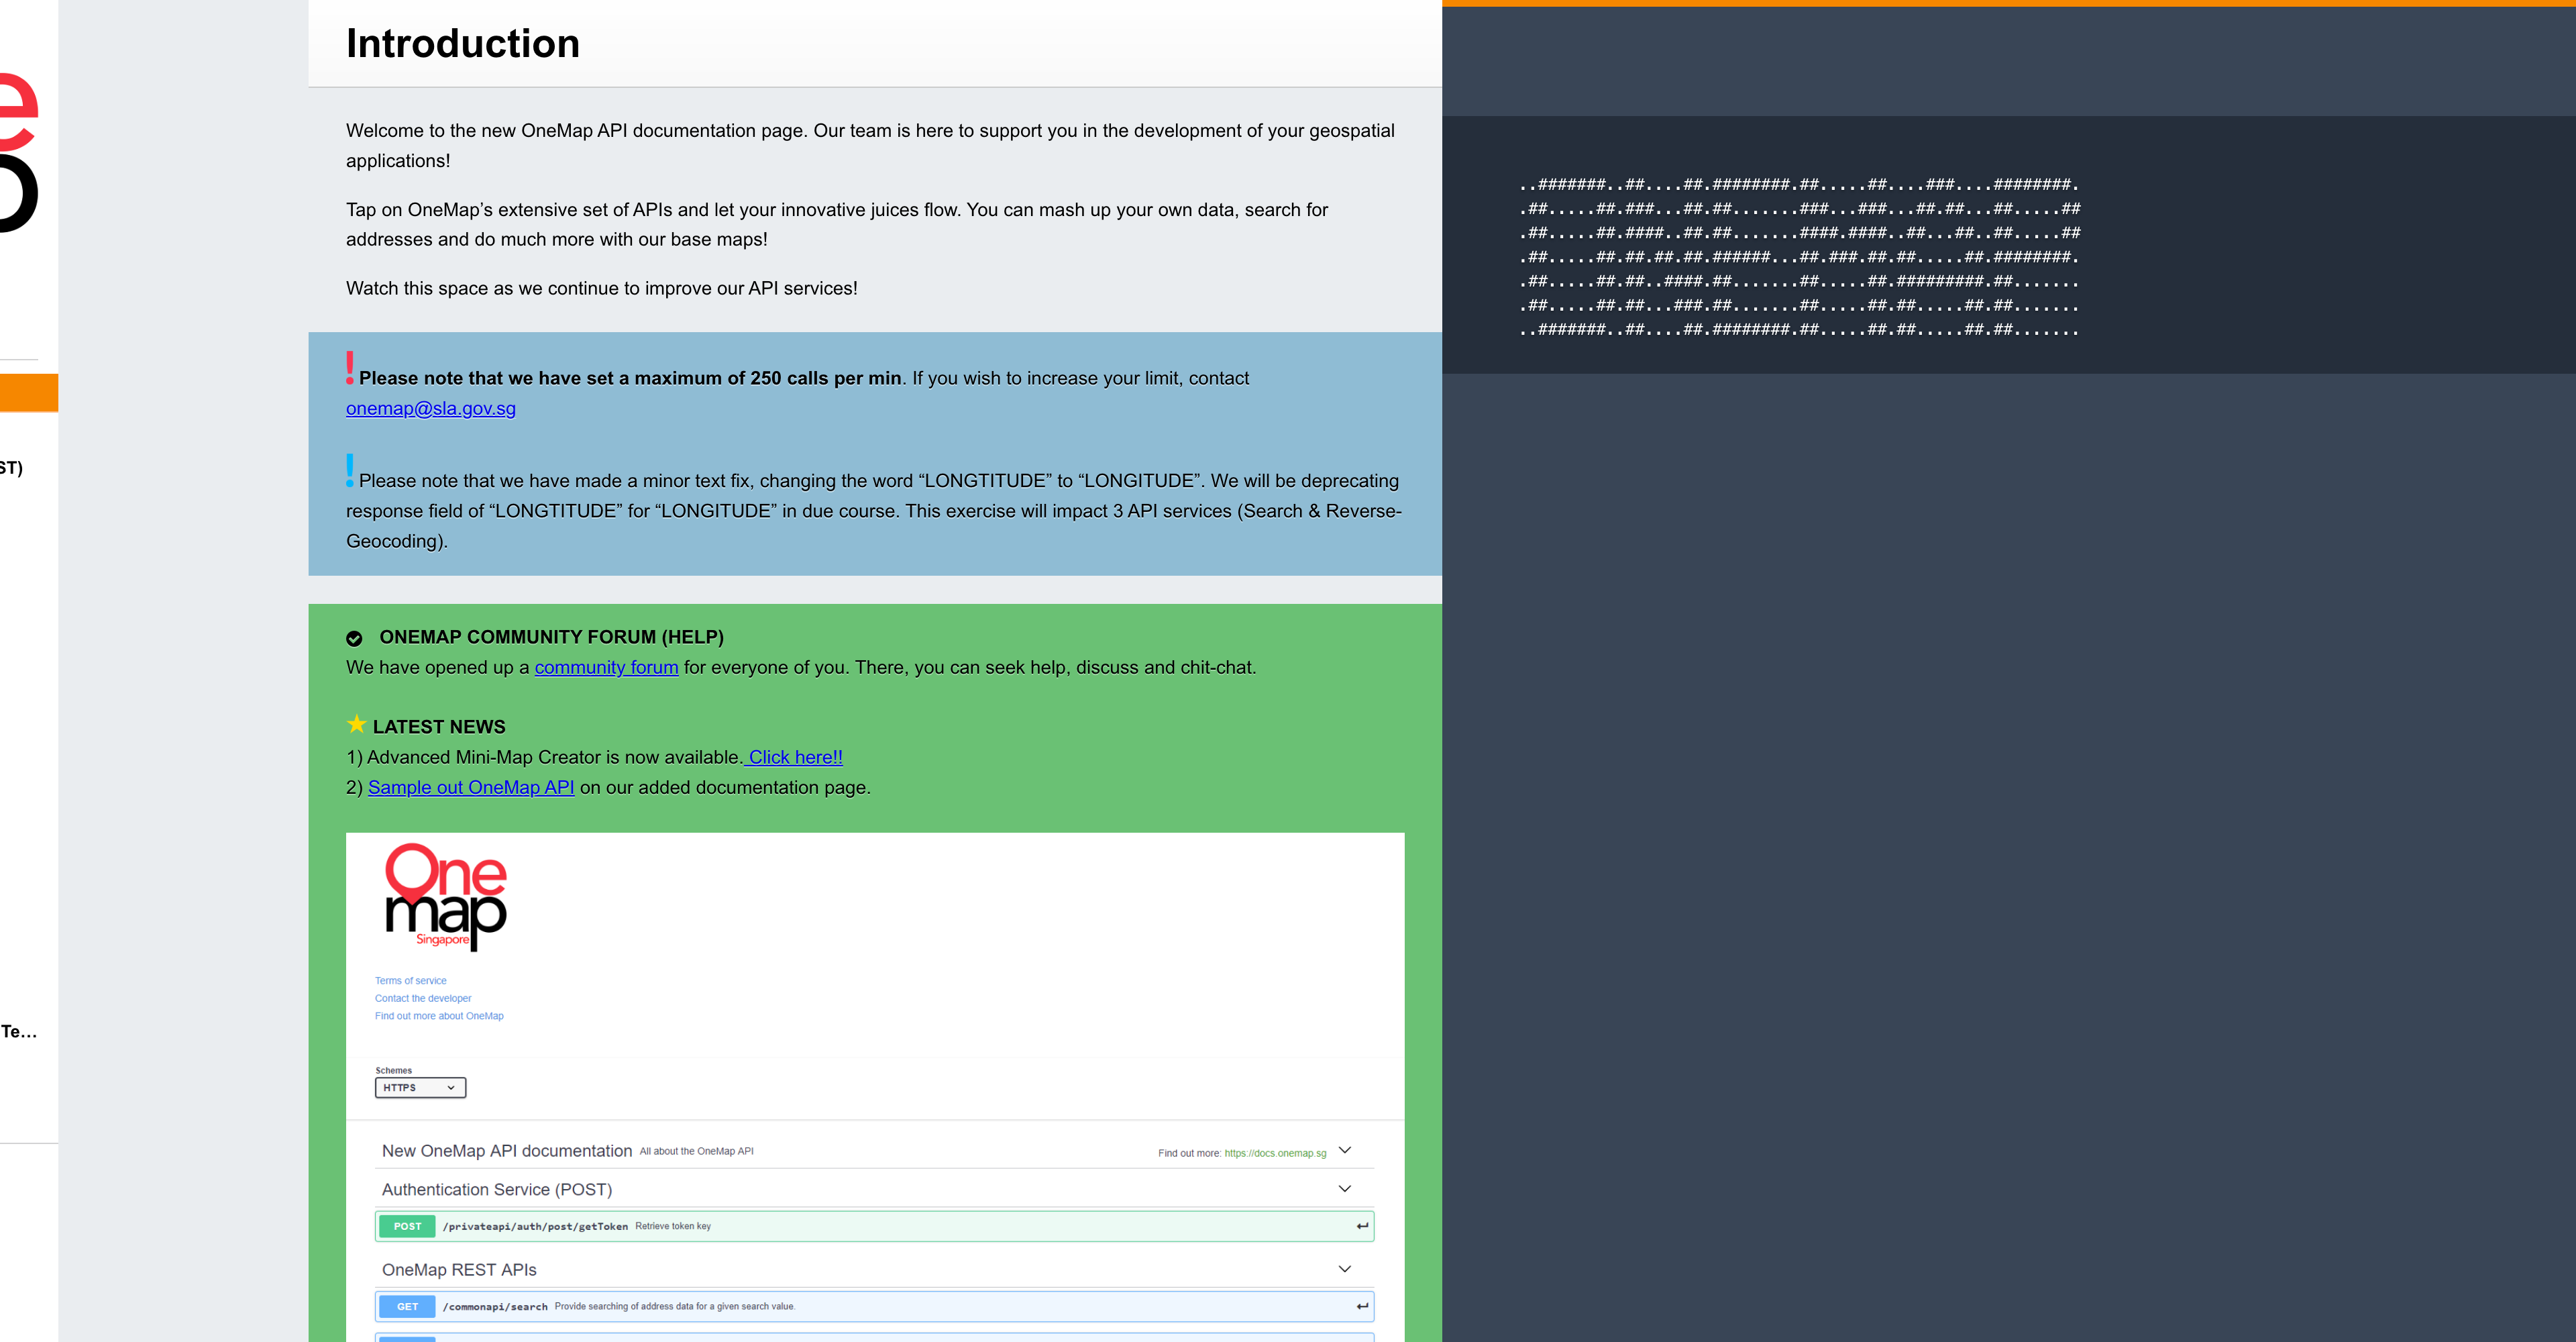 e
p
ST)
Te...
Introduction
Welcome to the new OneMap API documentation page. Our team is here to support you in the development of your geospatial
applications!
Tap on OneMap’s extensive set of APIs and let your innovative juices flow. You can mash up your own data, search for
addresses and do much more with our base maps!
Watch this space as we continue to improve our API services!
!Please note that we have set a maximum of 250 calls per min. If you wish to increase your limit, contact
onemap@sla.gov.sg
!Please note that we have made a minor text fix, changing the word “LONGTITUDE” to “LONGITUDE”. We will be deprecating
response field of “LONGTITUDE” for “LONGITUDE” in due course. This exercise will impact 3 API services (Search & Reverse-
Geocoding).
ONEMAP COMMUNITY FORUM (HELP)
We have opened up a community forum for everyone of you. There, you can seek help, discuss and chit-chat.
★ LATEST NEWS
1) Advanced Mini-Map Creator is now available. Click here!!
2) Sample out OneMap API on our added documentation page.
One
map
Singapore
Terms of service
Contact the developer
Find out more about OneMap
Schemes
HTTPS
New OneMap API documentation All about the OneMap API Find out more: https://docs.onemap.sg
Authentication Service (POST)
POST /privateapi/auth/post/getToken Retrieve token key
OneMap REST APIs
GET /commonapi/search Provide searching of address data for a given search value.
..#######..##....##.########.##.....##....###....########.
.##.....##.###...##.##.......###...###...##.##...##.....##
.##.....##.####..##.##.......####.####..##...##..##.....##
.##.....##.##.##.##.######...##.###.##.##.....##.########.
.##.....##.##..####.##.......##.....##.#########.##.......
.##.....##.##...###.##.......##.....##.##.....##.##.......
..#######..##....##.########.##.....##.##.....##.##.......